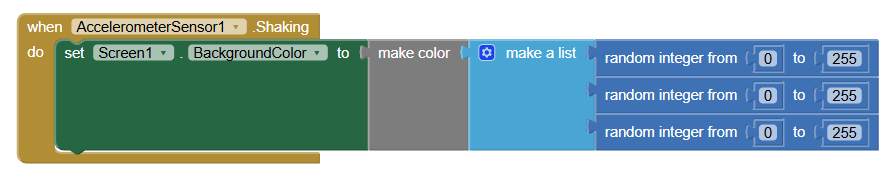 when AccelerometerSensor1 .Shaking
do set Screen1 . BackgroundColor to make color make a list random integer from 0 to 255
random integer from 0 to 255
random integer from 0 to 255